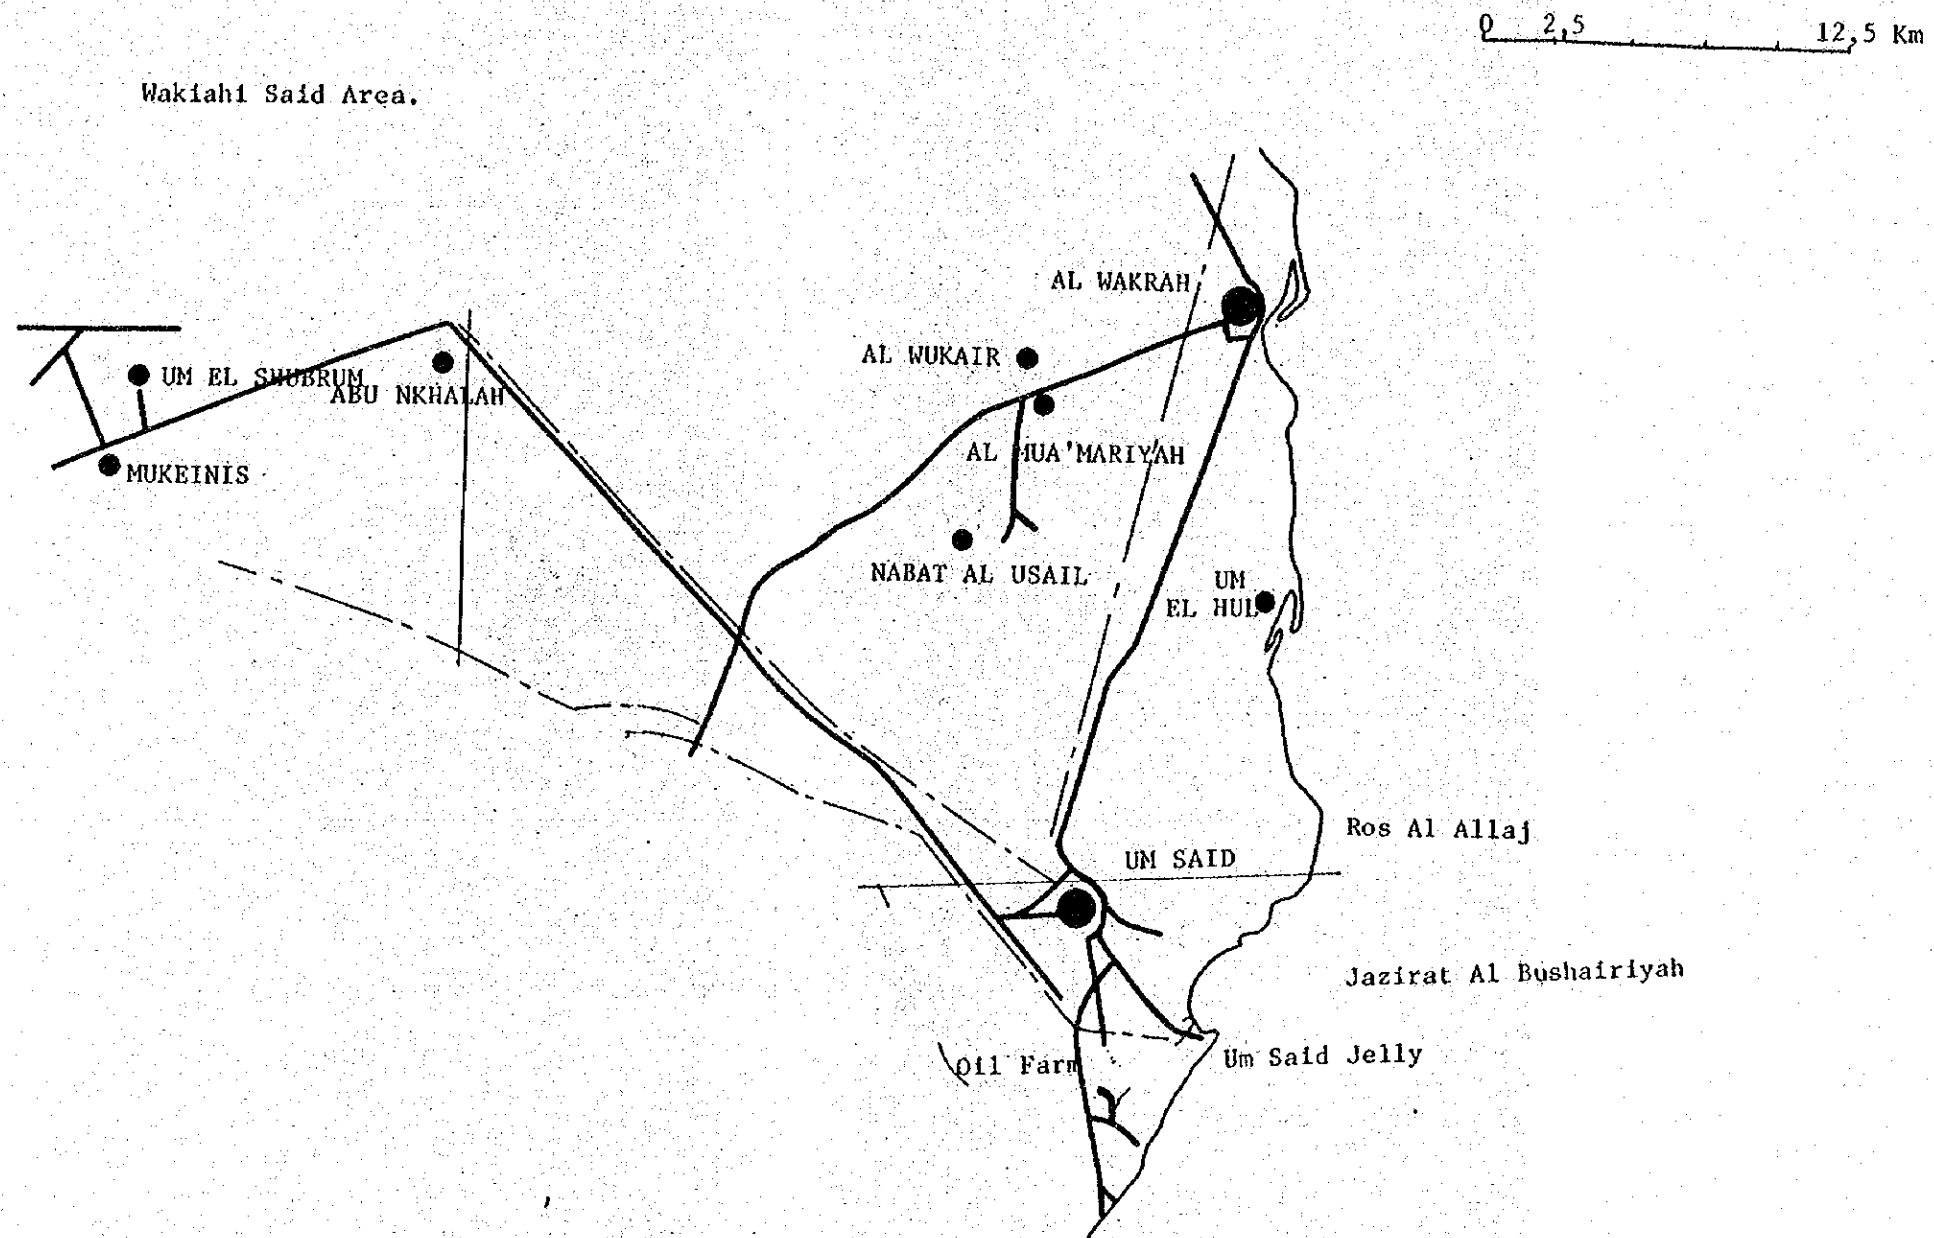 0 2,5 12,5 Km
Wakiahi Said Area.
AL WAKRAH
AL WUKAIR
UM EL SHUBRUM
ABU NKHALAH
AL MUA'MARIYAH
MUKEINIS
NABAT AL USAIL
UM
EL HUL
Ros Al Allaj
UM SAID
Jazirat Al Bushairiyah
Oil Farm
Um Said Jelly